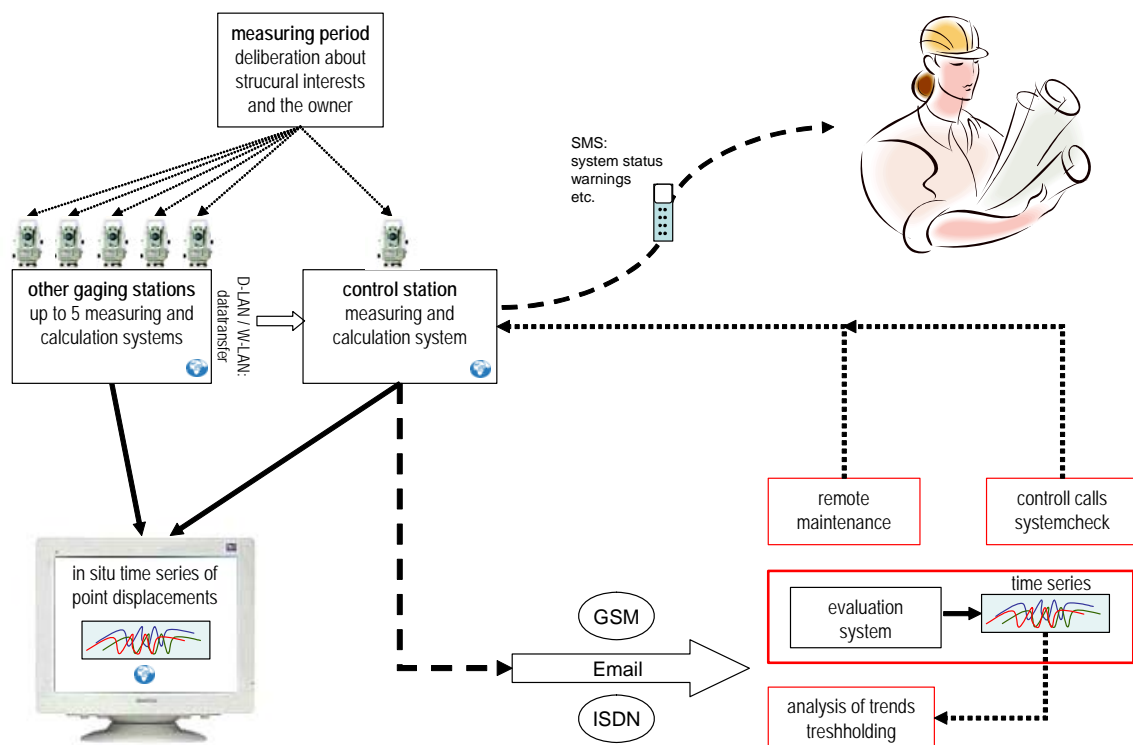 measuring period
deliberation about
strucural interests
and the owner
SMS:
system status
warnings
etc.
other gaging stations
up to 5 measuring and
calculation systems
D-LAN / W-LAN:
datatransfer
control station
measuring and
calculation system
remote
maintenance
controll calls
systemcheck
in situ time series of
point displacements
GSM
Email
ISDN
evaluation
system
time series
analysis of trends
treshholding